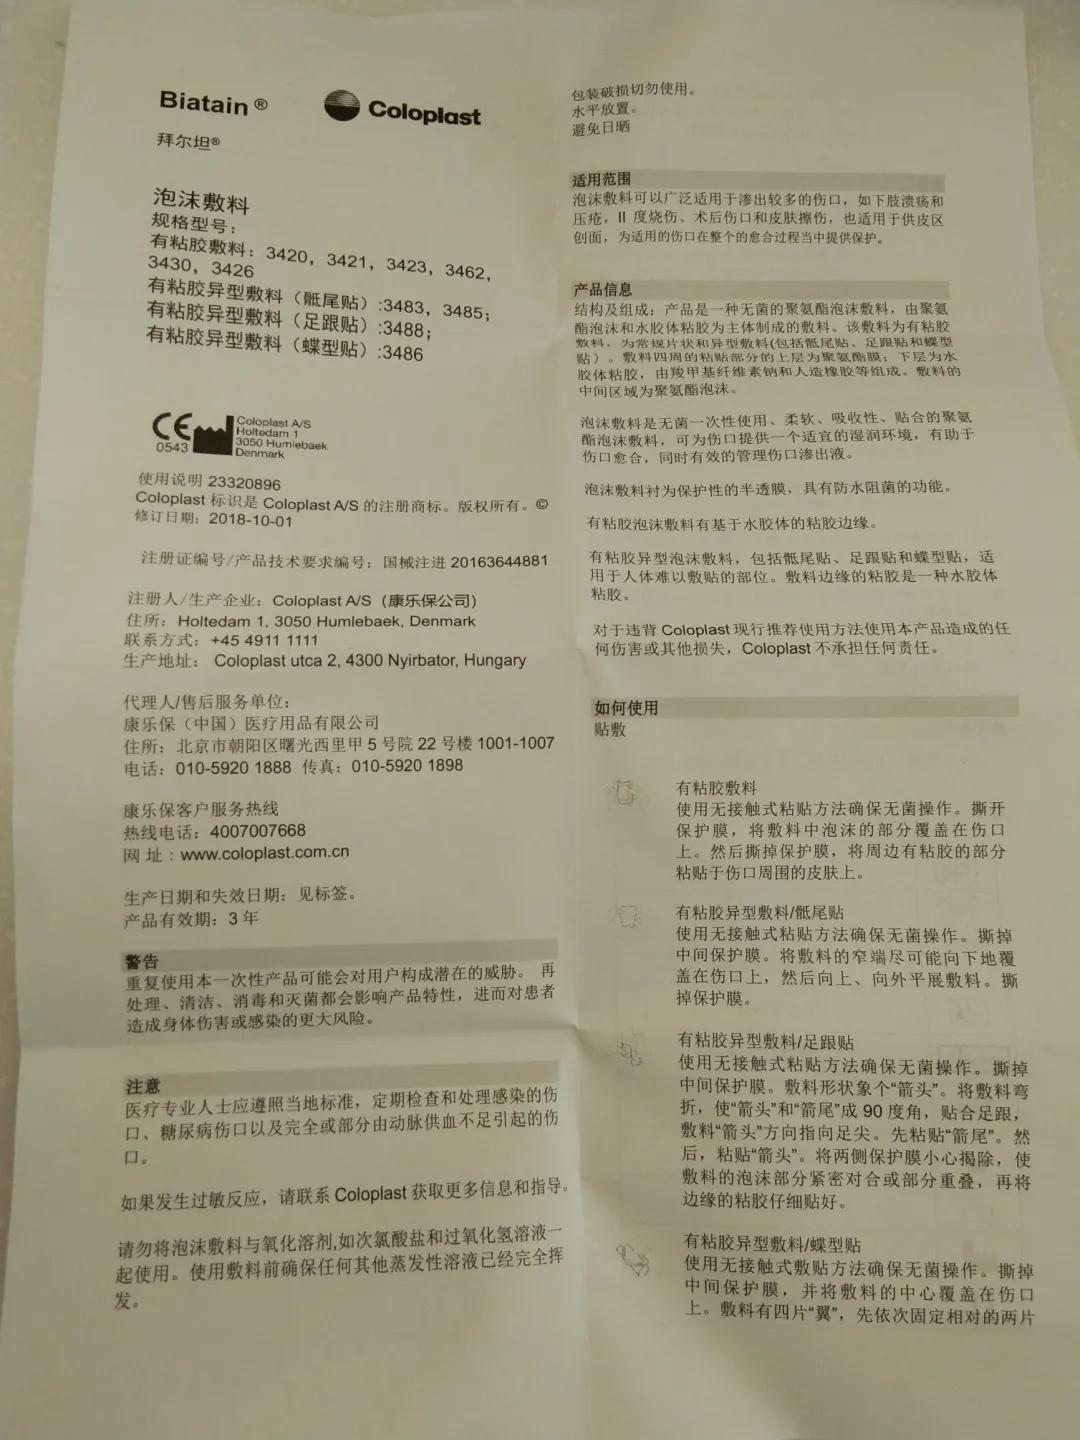 Biatain ®
Coloplast
拜尔坦®
泡沫敷料
规格型号：
有粘胶敷料：3420，3421，3423，3462，
3430，3426
有粘胶异型敷料（骶尾贴）:3483，3485；
有粘胶异型敷料（足跟贴）:3488；
有粘胶异型敷料（蝶型贴）:3486
CE
0543
Coloplast A/S
Holtedam 1
3050 Humlebaek
Denmark
使用说明 23320896
Coloplast 标识是 Coloplast A/S 的注册商标。版权所有。©
修订日期：2018-10-01
注册证编号/产品技术要求编号：国械注进 20163644881
注册人/生产企业：Coloplast A/S（康乐保公司）
住所：Holtedam 1, 3050 Humlebaek, Denmark
联系方式：+45 4911 1111
生产地址： Coloplast utca 2, 4300 Nyirbator, Hungary
代理人/售后服务单位：
康乐保（中国）医疗用品有限公司
住所：北京市朝阳区曙光西里甲 5 号院 22 号楼 1001-1007
电话：010-5920 1888 传真：010-5920 1898
康乐保客户服务热线
热线电话：4007007668
网 址：www.coloplast.com.cn
生产日期和失效日期：见标签。
产品有效期：3 年
警告
重复使用本一次性产品可能会对用户构成潜在的威胁。 再
处理、清洁、消毒和灭菌都会影响产品特性，进而对患者
造成身体伤害或感染的更大风险。
注意
医疗专业人士应遵照当地标准，定期检查和处理感染的伤
口、糖尿病伤口以及完全或部分由动脉供血不足引起的伤
口。
如果发生过敏反应，请联系 Coloplast 获取更多信息和指导。
请勿将泡沫敷料与氧化溶剂,如次氯酸盐和过氧化氢溶液一
起使用。使用敷料前确保任何其他蒸发性溶液已经完全挥
发。
包装破损切勿使用。
水平放置。
避免日晒
适用范围
泡沫敷料可以广泛适用于渗出较多的伤口，如下肢溃疡和
压疮，II 度烧伤、术后伤口和皮肤擦伤，也适用于供皮区
创面，为适用的伤口在整个的愈合过程当中提供保护。
产品信息
结构及组成：产品是一种无菌的聚氨酯泡沫敷料，由聚氨
酯泡沫和水胶体粘胶为主体制成的敷料。该敷料为有粘胶
敷料，为常规片状和异型敷料(包括骶尾贴、足跟贴和蝶型
贴）。敷料四周的粘贴部分的上层为聚氨酯膜；下层为水
胶体粘胶，由羧甲基纤维素钠和人造橡胶等组成。敷料的
中间区域为聚氨酯泡沫。
泡沫敷料是无菌一次性使用、柔软、吸收性、贴合的聚氨
酯泡沫敷料，可为伤口提供一个适宜的湿润环境，有助于
伤口愈合，同时有效的管理伤口渗出液。
泡沫敷料衬为保护性的半透膜，具有防水阻菌的功能。
有粘胶泡沫敷料有基于水胶体的粘胶边缘。
有粘胶异型泡沫敷料，包括骶尾贴、足跟贴和蝶型贴，适
用于人体难以敷贴的部位。敷料边缘的粘胶是一种水胶体
粘胶。
对于违背 Coloplast 现行推荐使用方法使用本产品造成的任
何伤害或其他损失，Coloplast 不承担任何责任。
如何使用
贴敷
有粘胶敷料
使用无接触式粘贴方法确保无菌操作。撕开
保护膜，将敷料中泡沫的部分覆盖在伤口
上。然后撕掉保护膜，将周边有粘胶的部分
粘贴于伤口周围的皮肤上。
有粘胶异型敷料/骶尾贴
使用无接触式粘贴方法确保无菌操作。撕掉
中间保护膜。将敷料的窄端尽可能向下地覆
盖在伤口上，然后向上、向外平展敷料。撕
掉保护膜。
有粘胶异型敷料/足跟贴
使用无接触式粘贴方法确保无菌操作。撕掉
中间保护膜。敷料形状象个“箭头”。将敷料弯
折，使“箭头”和“箭尾”成 90 度角，贴合足跟，
敷料“箭头”方向指向足尖。先粘贴“箭尾”。然
后，粘贴“箭头”。将两侧保护膜小心揭除，使
敷料的泡沫部分紧密对合或部分重叠，再将
边缘的粘胶仔细贴好。
有粘胶异型敷料/蝶型贴
使用无接触式敷贴方法确保无菌操作。撕掉
中间保护膜，并将敷料的中心覆盖在伤口
上。敷料有四片“翼”，先依次固定相对的两片